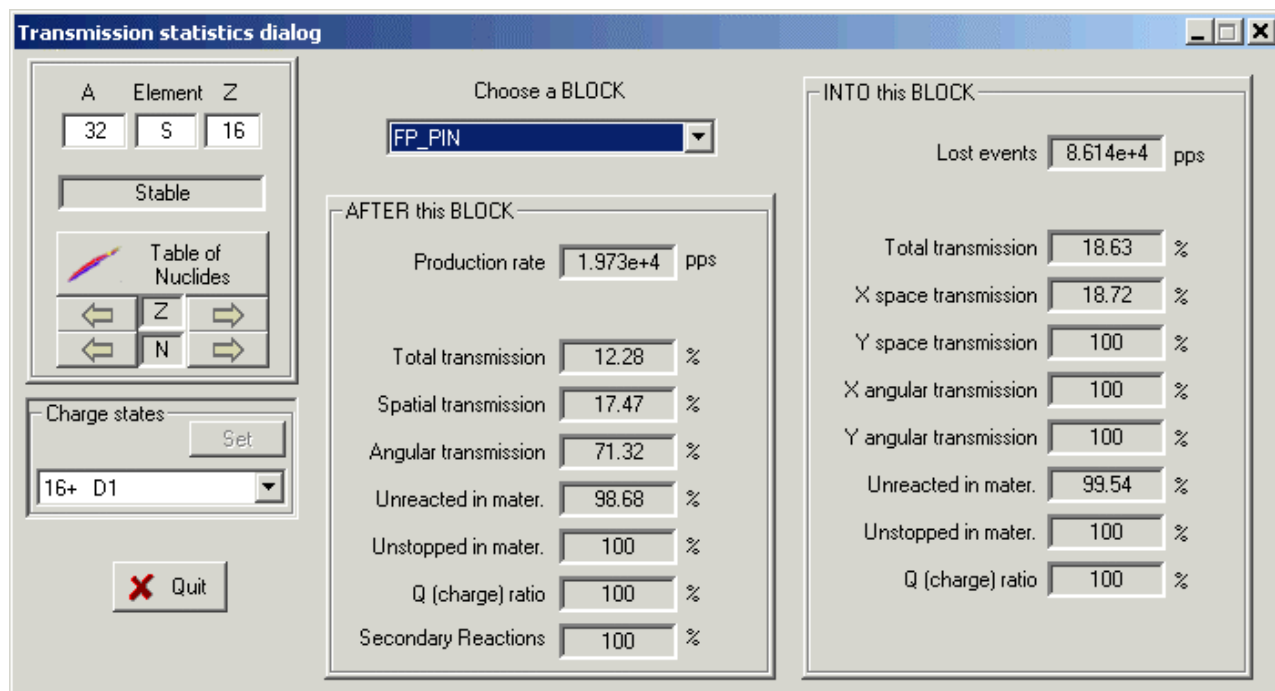 Transmission statistics dialog
A Element Z
32 S 16
Stable
Table of
Nuclides
Z
N
Charge states
Set
16+ D1
Quit
Choose a BLOCK
FP_PIN
AFTER this BLOCK
Production rate 1.973e+4 pps
Total transmission 12.28 %
Spatial transmission 17.47 %
Angular transmission 71.32 %
Unreacted in mater. 98.68 %
Unstopped in mater. 100 %
Q (charge) ratio 100 %
Secondary Reactions 100 %
INTO this BLOCK
Lost events 8.614e+4 pps
Total transmission 18.63 %
X space transmission 18.72 %
Y space transmission 100 %
X angular transmission 100 %
Y angular transmission 100 %
Unreacted in mater. 99.54 %
Unstopped in mater. 100 %
Q (charge) ratio 100 %